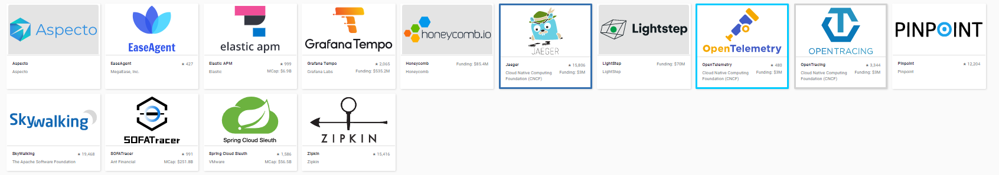 Aspecto
Aspecto
Aspecto
EaseAgent
EaseAgent ★ 427
MegaEase, Inc.
elastic apm
Elastic APM ★ 999
Elastic MCap: $6.9B
Grafana Tempo
Grafana Tempo ★ 2,065
Grafana Labs Funding: $535.2M
honeycomb.io
Honeycomb Funding: $85.4M
Honeycomb
JAEGER
Jaeger ★ 15,806
Cloud Native Computing Funding: $3M
Foundation (CNCF)
Lightstep
LightStep Funding: $70M
LightStep
OpenTelemetry
OpenTelemetry ★ 480
Cloud Native Computing Funding: $3M
Foundation (CNCF)
OPENTRACING
OpenTracing ★ 3,344
Cloud Native Computing Funding: $3M
Foundation (CNCF)
PINPOINT
Pinpoint ★ 12,204
Pinpoint
Skywalking
SkyWalking ★ 19,468
The Apache Software Foundation
SOFATracer
SOFATracer ★ 991
Ant Financial MCap: $251.8B
Spring Cloud Sleuth
Spring Cloud Sleuth ★ 1,586
VMware MCap: $56.5B
ZIPKIN
Zipkin ★ 15,416
Zipkin